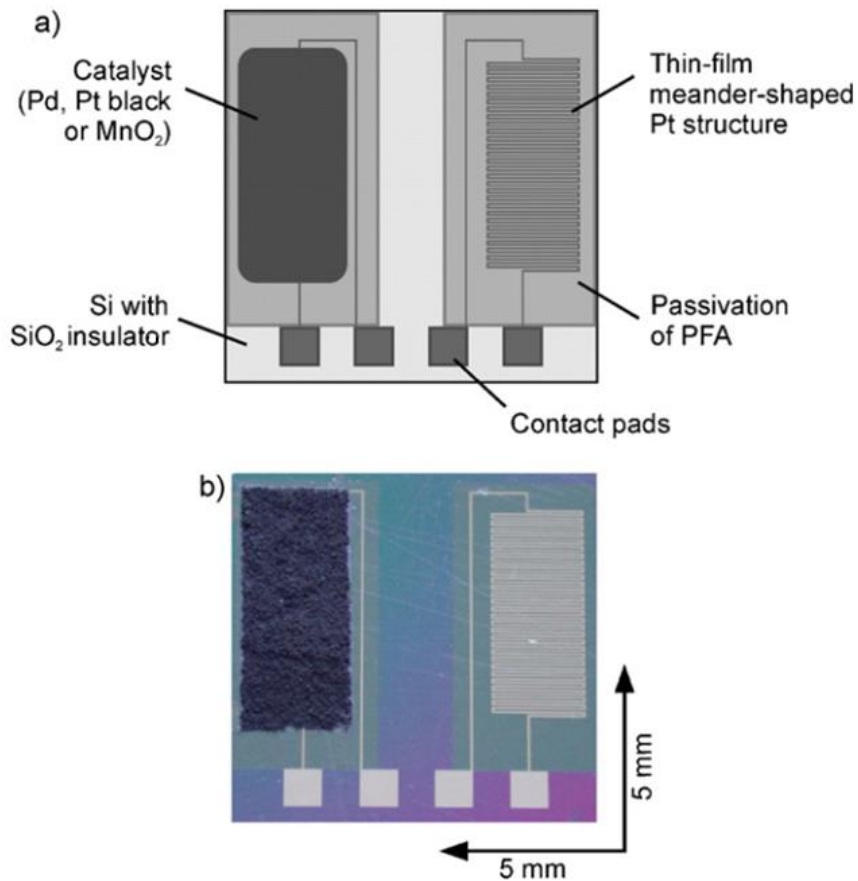 a)
Catalyst
(Pd, Pt black
or MnO₂)
Thin-film
meander-shaped
Pt structure
Si with
SiO₂ insulator
Passivation
of PFA
Contact pads
b)
5 mm
5 mm